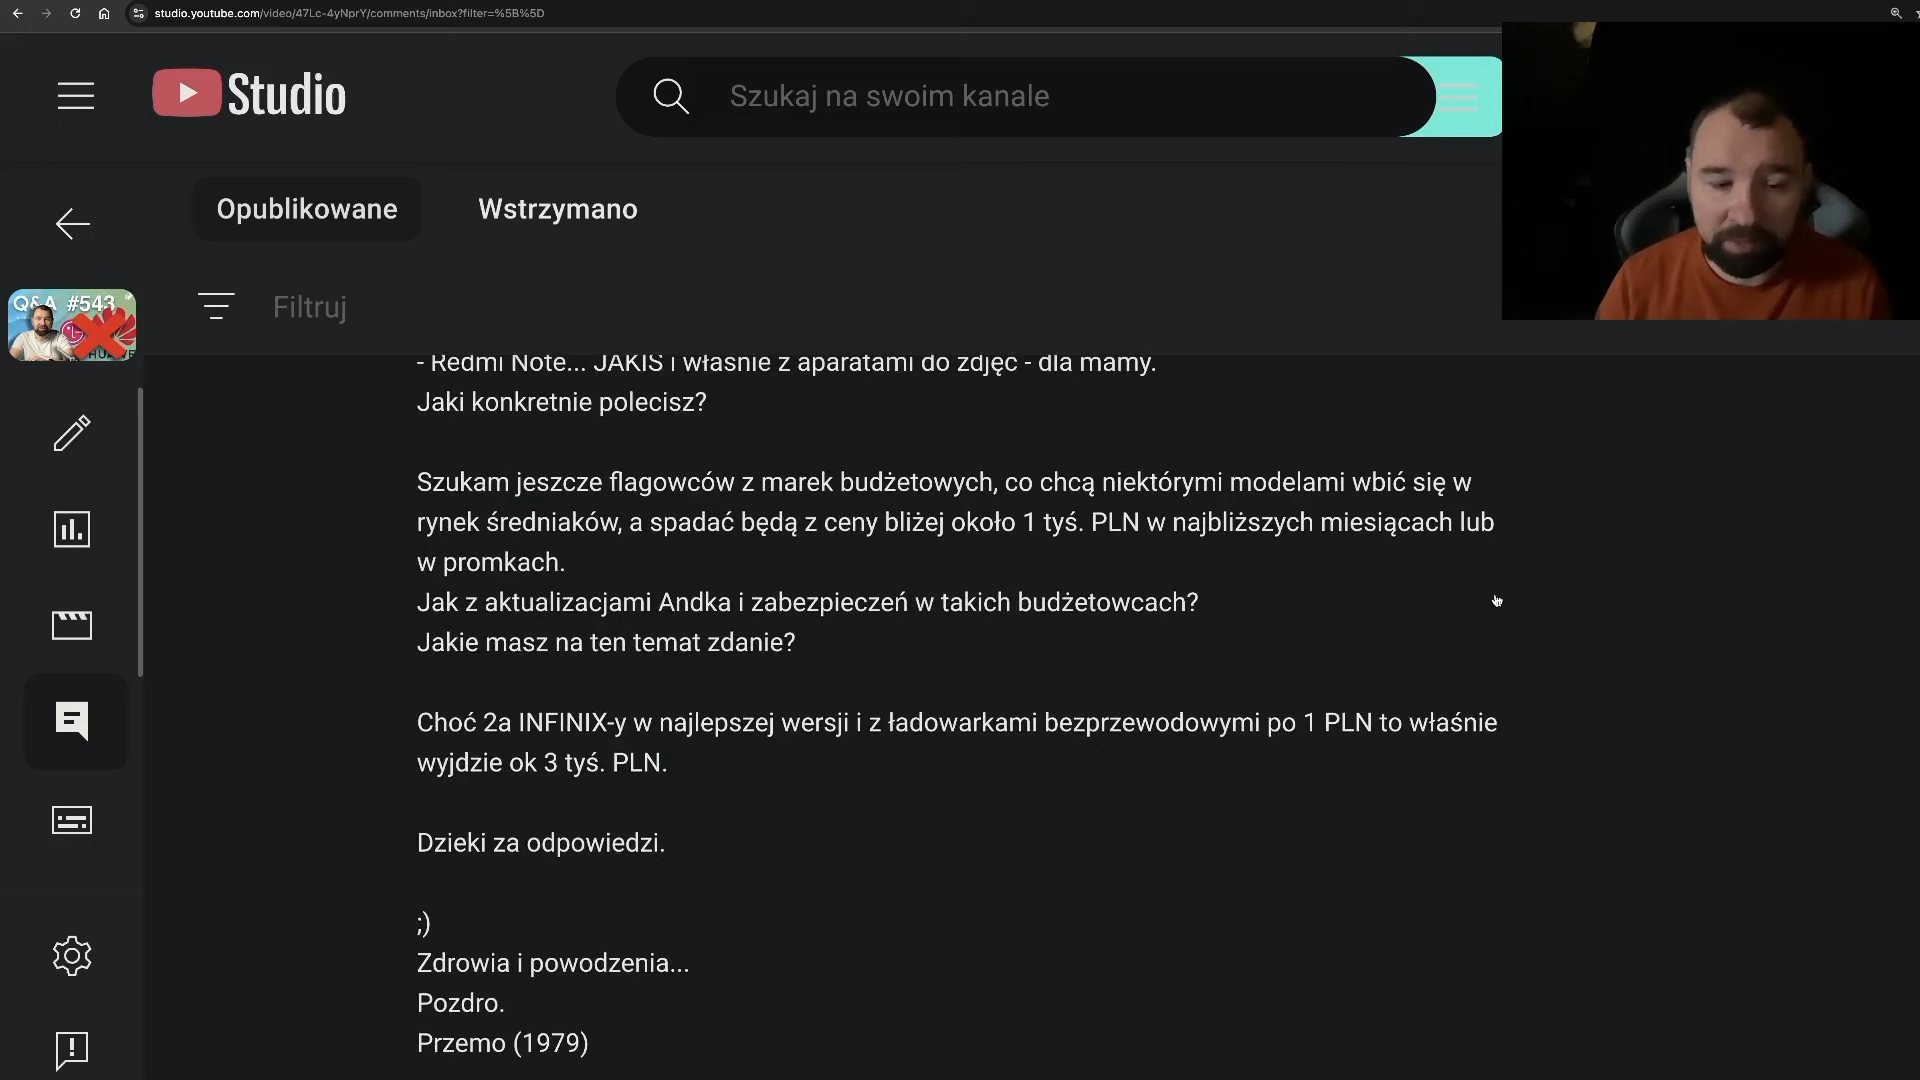 studio.youtube.com/video/47Lc-4yNprY/comments/inbox?filter=%5B%5D
Studio
Szukaj na swoim kanale
Opublikowane
Wstrzymano
Q&A #543
Filtruj
- Redmi Note... JAKIŚ i właśnie z aparatami do zdjęć - dla mamy.
Jaki konkretnie polecisz?
Szukam jeszcze flagowców z marek budżetowych, co chcą niektórymi modelami wbić się w
rynek średniaków, a spadać będą z ceny bliżej około 1 tyś. PLN w najbliższych miesiącach lub
w promkach.
Jak z aktualizacjami Andka i zabezpieczeń w takich budżetowcach?
Jakie masz na ten temat zdanie?
Choć 2a INFINIX-y w najlepszej wersji i z ładowarkami bezprzewodowymi po 1 PLN to właśnie
wyjdzie ok 3 tyś. PLN.
Dzieki za odpowiedzi.
;)
Zdrowia i powodzenia...
Pozdro.
Przemo (1979)